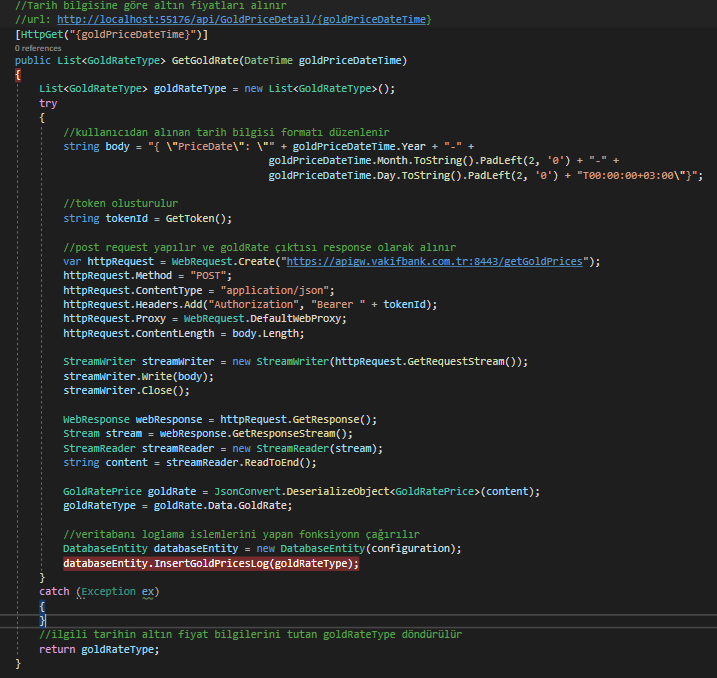 //Tarih bilgisine göre altın fiyatları alınır
//url: http://localhost:55176/api/GoldPriceDetail/{goldPriceDateTime}
[HttpGet("{goldPriceDateTime}")]
0 references
public List<GoldRateType> GetGoldRate(DateTime goldPriceDateTime)
{
List<GoldRateType> goldRateType = new List<GoldRateType>();
try
{
//kullanıcıdan alınan tarih bilgisi formatı düzenlenir
string body = "{ \"PriceDate\": \"" + goldPriceDateTime.Year + "-" +
goldPriceDateTime.Month.ToString().PadLeft(2, '0') + "-" +
goldPriceDateTime.Day.ToString().PadLeft(2, '0') + "T00:00:00+03:00\"}";
//token olusturulur
string tokenId = GetToken();
//post request yapılır ve goldRate çıktısı response olarak alınır
var httpRequest = WebRequest.Create("https://apigw.vakifbank.com.tr:8443/getGoldPrices");
httpRequest.Method = "POST";
httpRequest.ContentType = "application/json";
httpRequest.Headers.Add("Authorization", "Bearer " + tokenId);
httpRequest.Proxy = WebRequest.DefaultWebProxy;
httpRequest.ContentLength = body.Length;
StreamWriter streamWriter = new StreamWriter(httpRequest.GetRequestStream());
streamWriter.Write(body);
streamWriter.Close();
WebResponse webResponse = httpRequest.GetResponse();
Stream stream = webResponse.GetResponseStream();
StreamReader streamReader = new StreamReader(stream);
string content = streamReader.ReadToEnd();
GoldRatePrice goldRate = JsonConvert.DeserializeObject<GoldRatePrice>(content);
goldRateType = goldRate.Data.GoldRate;
//veritabanı loglama islemlerini yapan fonksiyonn çağırılır
DatabaseEntity databaseEntity = new DatabaseEntity(configuration);
databaseEntity.InsertGoldPricesLog(goldRateType);
}
catch (Exception ex)
{
}
//ilgili tarihin altın fiyat bilgilerini tutan goldRateType döndürülür
return goldRateType;
}